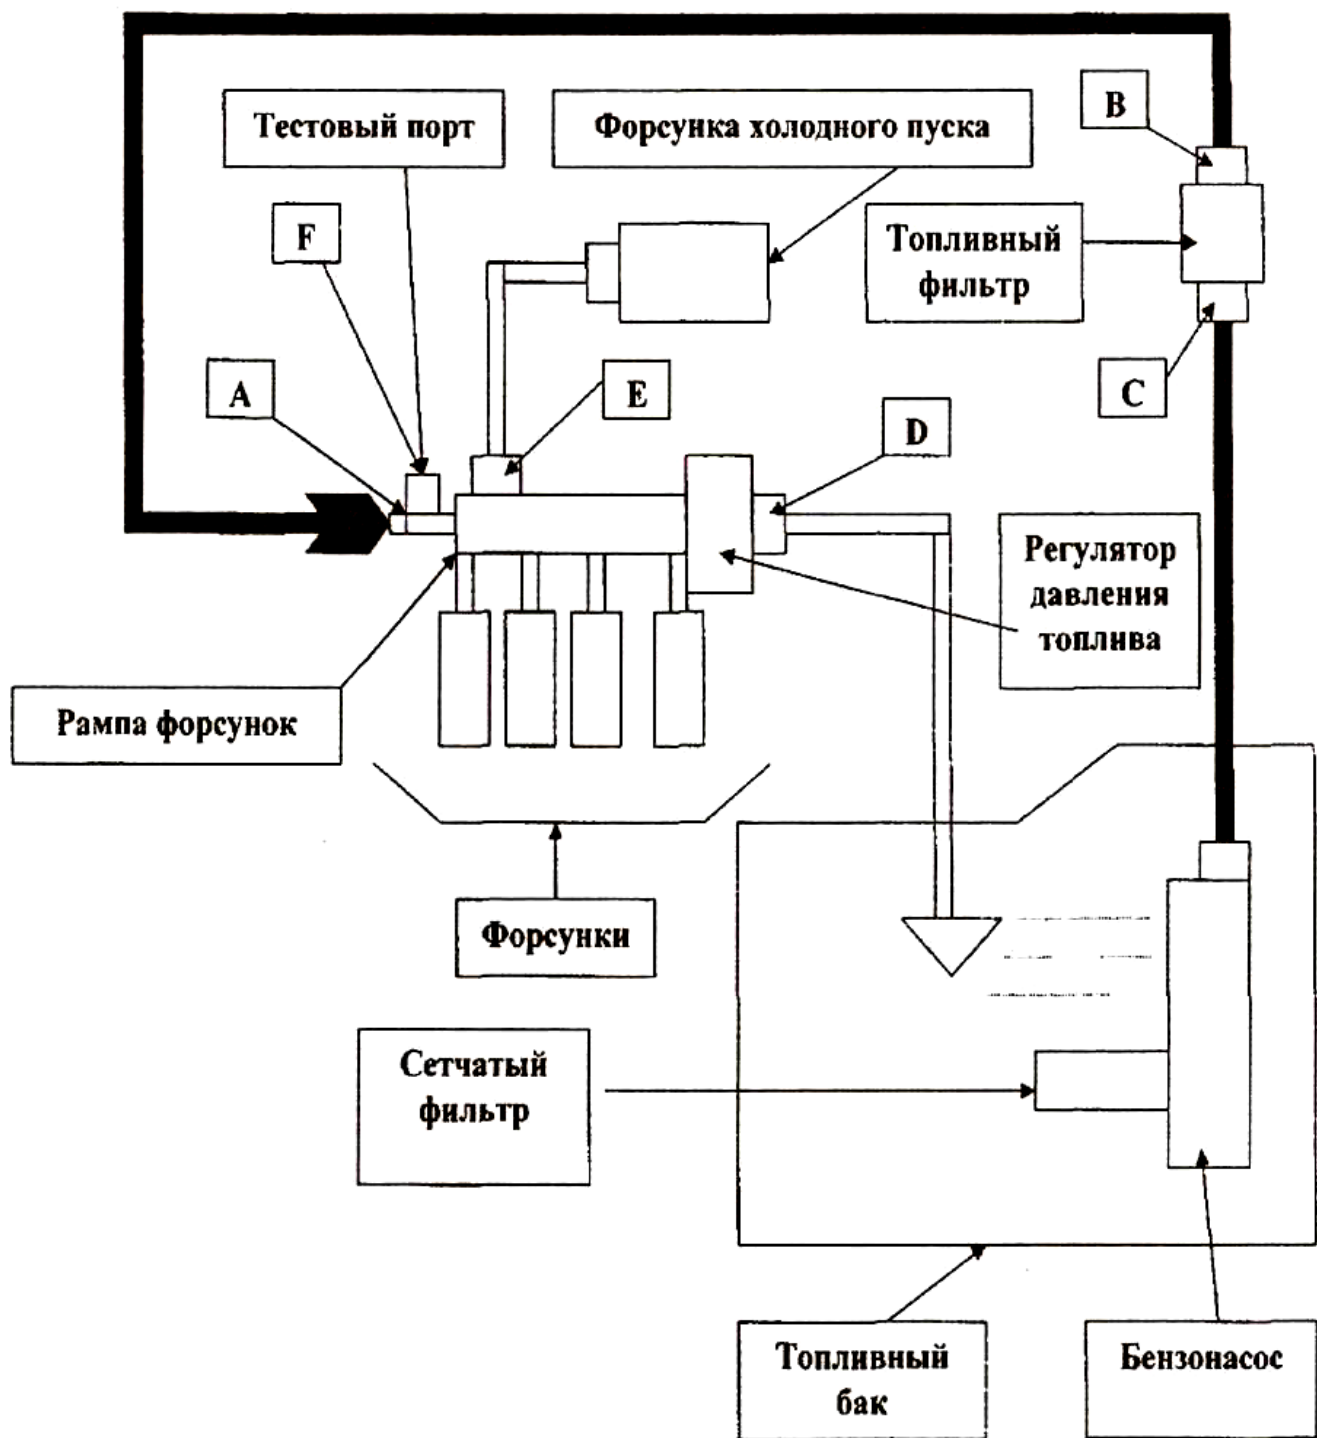 B
Тестовый порт
Форсунка холодного пуска
F
Топливный
фильтр
A
E
C
D
Регулятор
давления
топлива
Рампа форсунок
Форсунки
Сетчатый
фильтр
Топливный
бак
Бензонасос